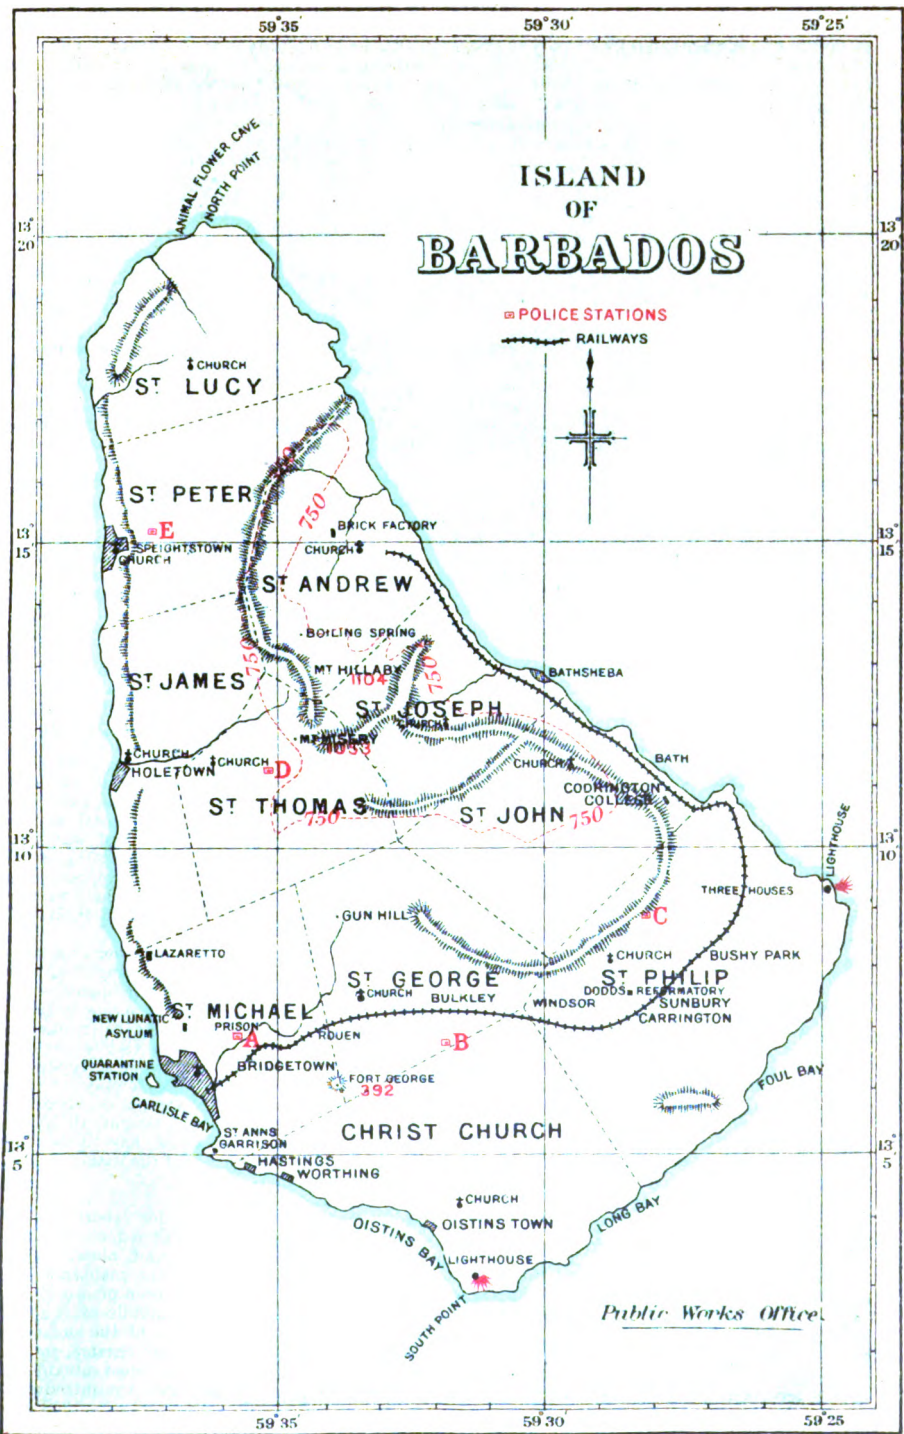 59°35
59°30
59°25
ANIMAL FLOWER CAVE
NORTH POINT
ISLAND
OF
BARBADOS
13°
20
13°
20
POLICE STATIONS
RAILWAYS
CHURCH
ST LUCY
ST PETER
E
SPEIGHTSTOWN
CHURCH
750
BRICK FACTORY
CHURCH
ST ANDREW
13°
15
13°
15
BOILING SPRING
750
MT HILLABY
1104
750
BATHSHEBA
ST JAMES
ST JOSEPH
CHURCH
MT MISERY
1053
CHURCH
HOLETOWN
CHURCH
D
CHURCH
BATH
CODRINGTON
COLLEGE
ST THOMAS
750
ST JOHN
750
13°
10
13°
10
LIGHTHOUSE
THREE HOUSES
GUN HILL
C
LAZARETTO
CHURCH
BUSHY PARK
ST GEORGE
CHURCH
BULKLEY
ST PHILIP
DODDS REFORMATORY
WINDSOR
SUNBURY
CARRINGTON
ST MICHAEL
NEW LUNATIC
ASYLUM
PRISON
A
ROUEN
B
QUARANTINE
STATION
BRIDGETOWN
FORT GEORGE
392
FOUL BAY
CARLISLE BAY
ST ANNS
GARRISON
CHRIST CHURCH
13°
5
13°
5
HASTINGS
WORTHING
CHURCH
OISTINS TOWN
LONG BAY
OISTINS BAY
LIGHTHOUSE
SOUTH POINT
Public Works Office.
59°35
59°30
59°25